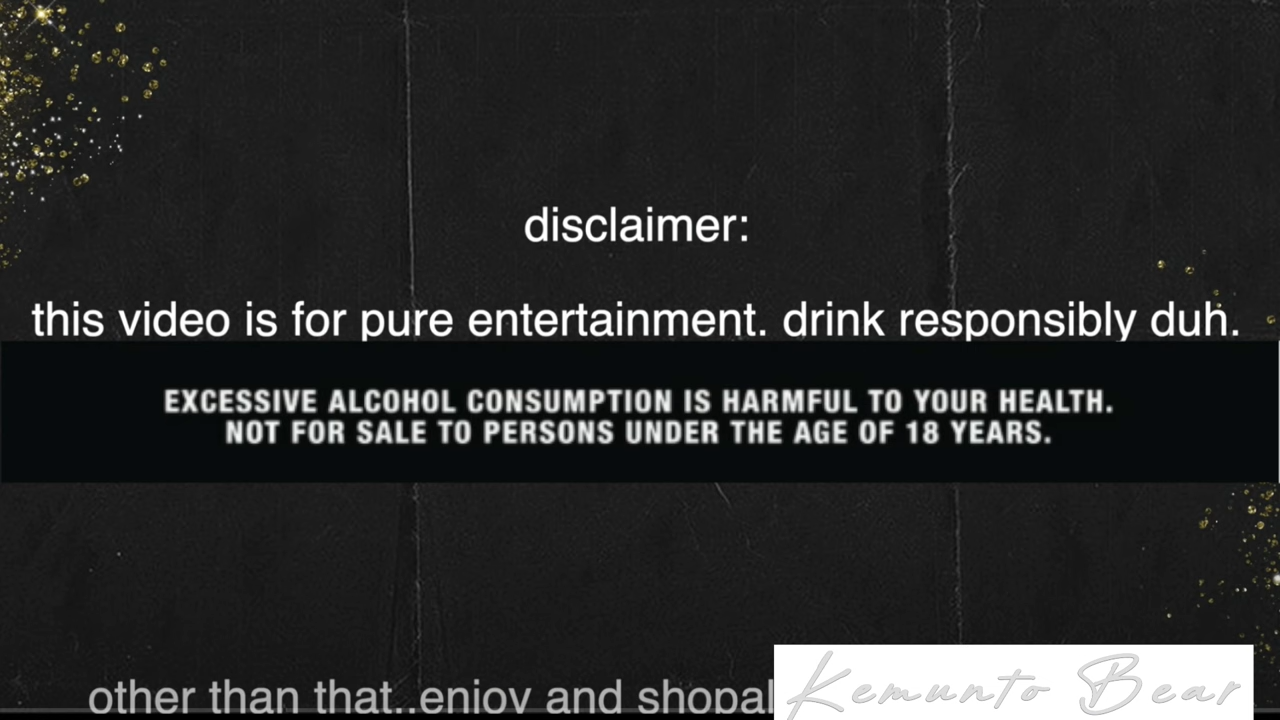 disclaimer:
this video is for pure entertainment. drink responsibly duh.
EXCESSIVE ALCOHOL CONSUMPTION IS HARMFUL TO YOUR HEALTH.
NOT FOR SALE TO PERSONS UNDER THE AGE OF 18 YEARS.
other than that..enjoy and
Kemunto Bear